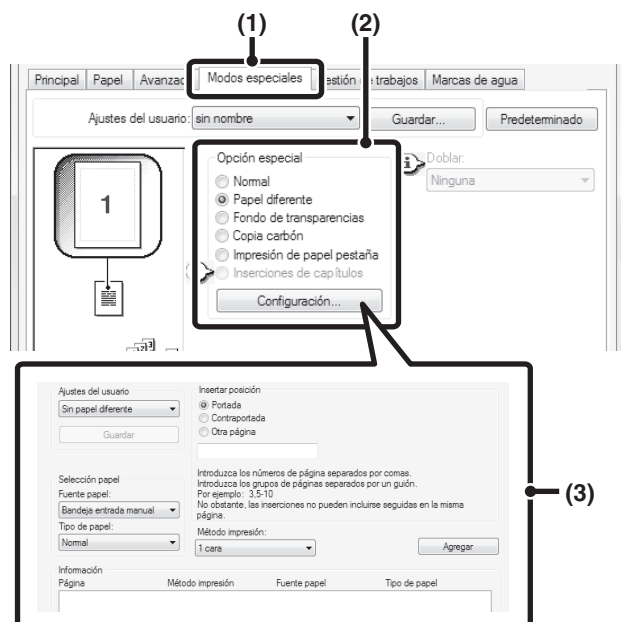 (1) (2)
Principal Papel Avanzad Modos especiales estión de trabajos Marcas de agua
Ajustes del usuario: sin nombre Guardar... Predeterminado
1
Opción especial
Normal
Papel diferente
Fondo de transparencias
Copia carbón
Impresión de papel pestaña
Inserciones de capítulos
Configuración...
Doblar:
Ninguna
Ajustes del usuario
Sin papel diferente
Guardar
Selección papel
Fuente papel:
Bandeja entrada manual
Tipo de papel:
Normal
Insertar posición
Portada
Contraportada
Otra página
Introduzca los números de página separados por comas.
Introduzca los grupos de páginas separados por un guión.
Por ejemplo: 3,5-10
No obstante, las inserciones no pueden incluirse seguidas en la misma
página.
Método impresión:
1 cara
Agregar
(3)
Información
Página Método impresión Fuente papel Tipo de papel